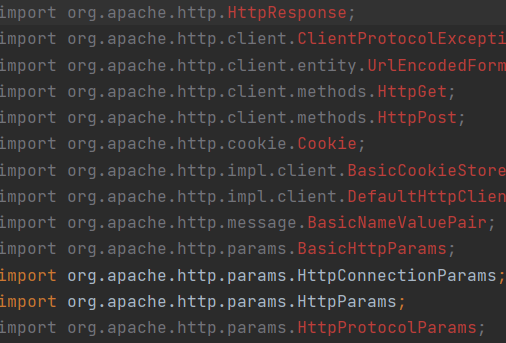 import org.apache.http.HttpResponse;
import org.apache.http.client.ClientProtocolExcepti
import org.apache.http.client.entity.UrlEncodedForm
import org.apache.http.client.methods.HttpGet;
import org.apache.http.client.methods.HttpPost;
import org.apache.http.cookie.Cookie;
import org.apache.http.impl.client.BasicCookieStore
import org.apache.http.impl.client.DefaultHttpClien
import org.apache.http.message.BasicNameValuePair;
import org.apache.http.params.BasicHttpParams;
import org.apache.http.params.HttpConnectionParams;
import org.apache.http.params.HttpParams;
import org.apache.http.params.HttpProtocolParams;